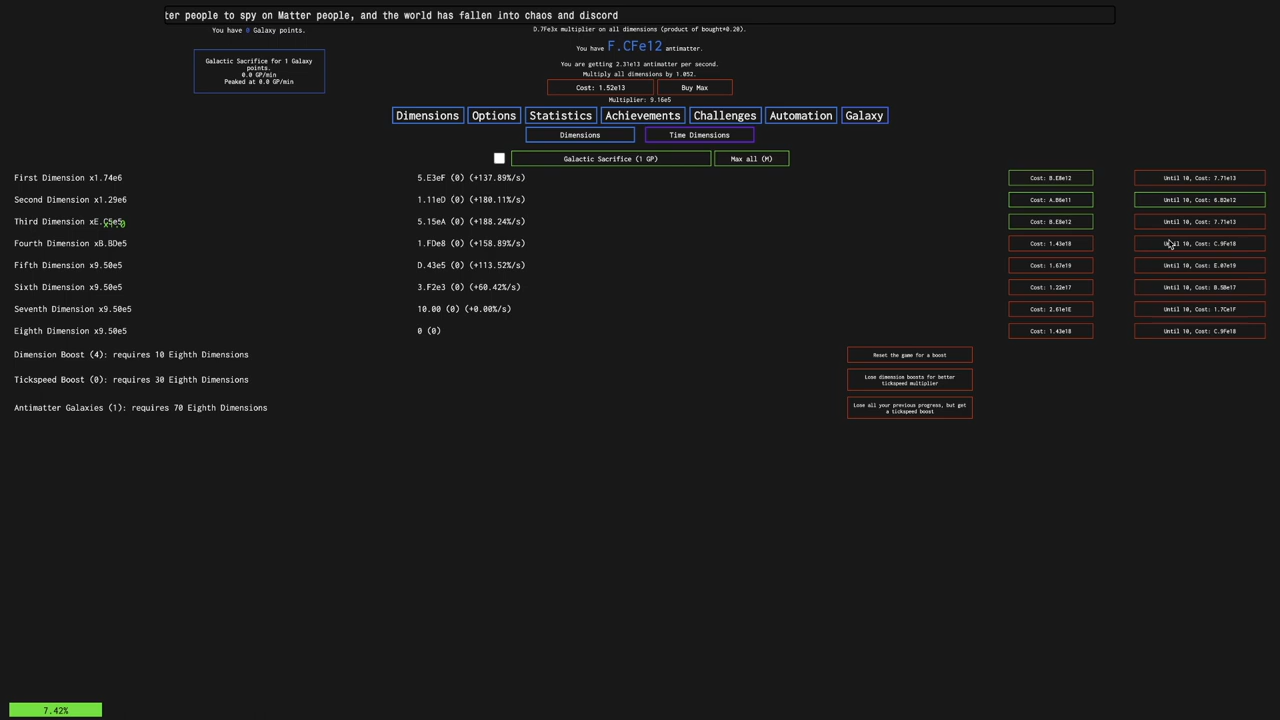 ter people to spy on Matter people, and the world has fallen into chaos and discord
You have 0 Galaxy points.
D.7Fe3x multiplier on all dimensions (product of bought*0.20).
You have F.CFe12 antimatter.
Galactic Sacrifice for 1 Galaxy points.
0.0 GP/min
Peaked at 0.0 GP/min
You are getting 2.31e13 antimatter per second.
Multiply all dimensions by 1.052.
Cost: 1.52e13 Buy Max
Multiplier: 9.16e5
Dimensions Options Statistics Achievements Challenges Automation Galaxy
Dimensions Time Dimensions
Galactic Sacrifice (1 GP) Max all (M)
First Dimension x1.74e6 5.E3eF (0) (+137.89%/s) Cost: B.E8e12 Until 10, Cost: 7.71e13
Second Dimension x1.29e6 1.11eD (0) (+180.11%/s) Cost: A.B6e11 Until 10, Cost: 6.B2e12
Third Dimension xE.C5e5 5.15eA (0) (+188.24%/s) Cost: B.E8e12 Until 10, Cost: 7.71e13
Fourth Dimension xB.BDe5 1.FDe8 (0) (+158.89%/s) Cost: 1.43e18 Until 10, Cost: C.9Fe18
Fifth Dimension x9.50e5 D.43e5 (0) (+113.52%/s) Cost: 1.67e19 Until 10, Cost: E.07e19
Sixth Dimension x9.50e5 3.F2e3 (0) (+60.42%/s) Cost: 1.22e17 Until 10, Cost: B.5Be17
Seventh Dimension x9.50e5 10.00 (0) (+0.00%/s) Cost: 2.61e1E Until 10, Cost: 1.7Ce1F
Eighth Dimension x9.50e5 0 (0) Cost: 1.43e18 Until 10, Cost: C.9Fe18
Dimension Boost (4): requires 10 Eighth Dimensions Reset the game for a boost
Tickspeed Boost (0): requires 30 Eighth Dimensions Lose dimension boosts for better tickspeed multiplier
Antimatter Galaxies (1): requires 70 Eighth Dimensions Lose all your previous progress, but get a tickspeed boost
7.42%